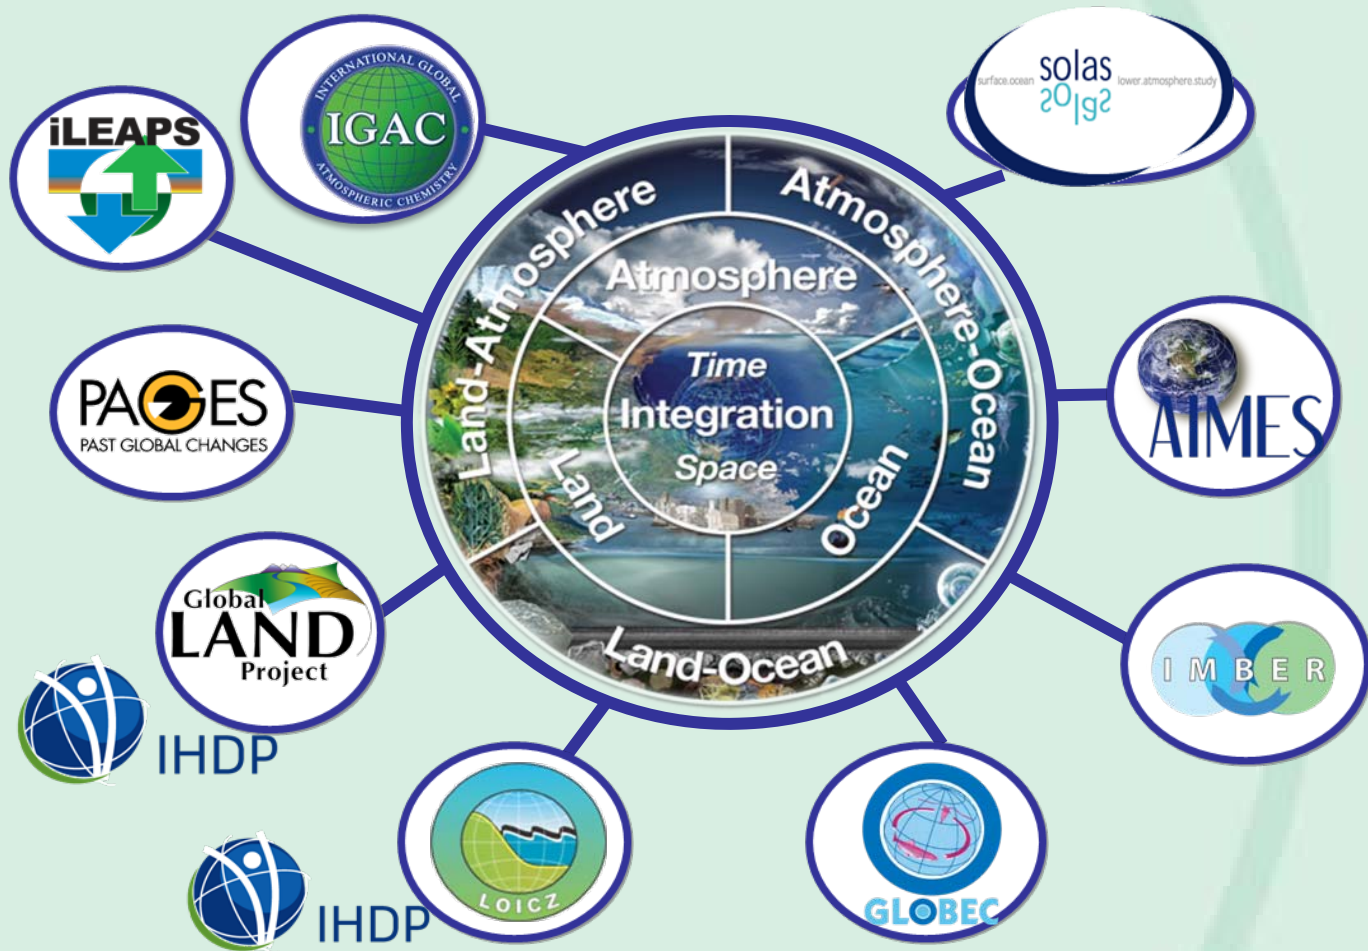 iLEAPS
INTERNATIONAL GLOBAL
IGAC
ATMOSPHERIC CHEMISTRY
surface.ocean solas lower.atmosphere.study
solas
Land-Atmosphere
Atmosphere-Ocean
Atmosphere
Time
Integration
Space
Land
Ocean
Land-Ocean
PAGES
PAST GLOBAL CHANGES
AIMES
Global
LAND
Project
IMBER
IHDP
LOICZ
GLOBEC
IHDP